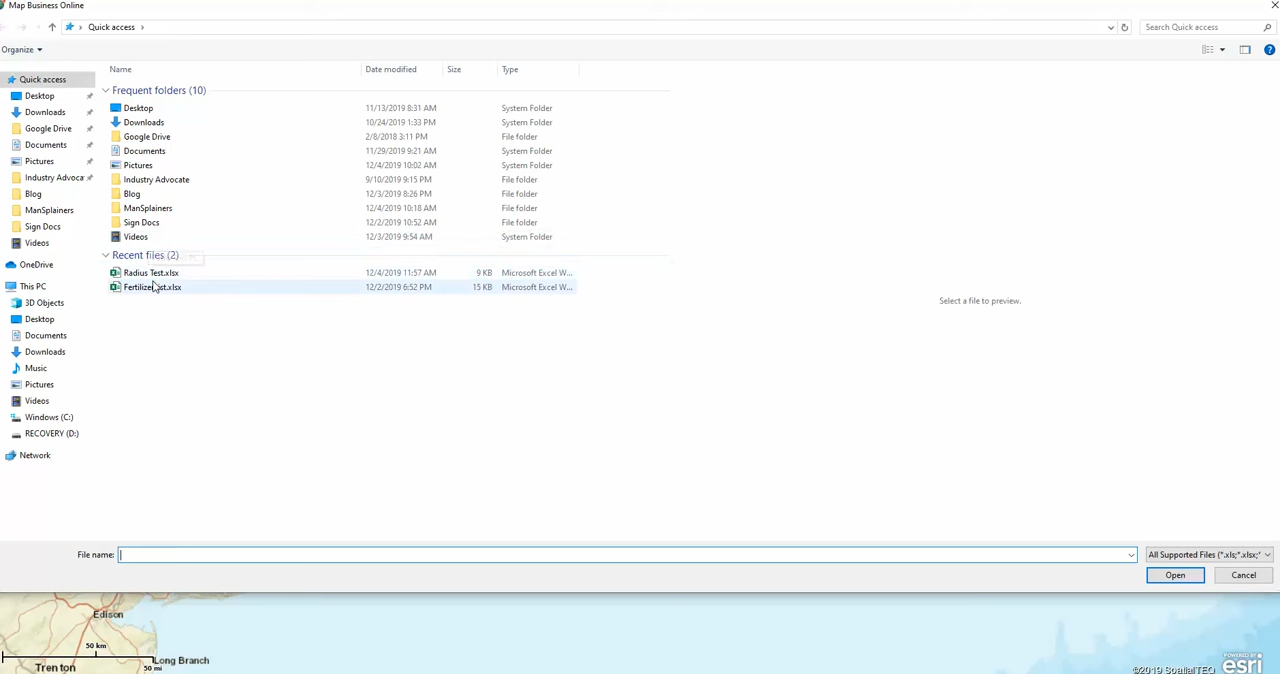 Map Business Online
Quick access
Search Quick access
Organize
Name Date modified Size Type
Quick access
Desktop
Downloads
Google Drive
Documents
Pictures
Industry Advoca
Blog
ManSplainers
Sign Docs
Videos
OneDrive
This PC
3D Objects
Desktop
Documents
Downloads
Music
Pictures
Videos
Windows (C:)
RECOVERY (D:)
Network
Frequent folders (10)
Desktop 11/13/2019 8:31 AM System Folder
Downloads 10/24/2019 1:33 PM System Folder
Google Drive 2/8/2018 3:11 PM File folder
Documents 11/29/2019 9:21 AM System Folder
Pictures 12/4/2019 10:02 AM System Folder
Industry Advocate 9/10/2019 9:15 PM File folder
Blog 12/3/2019 8:26 PM File folder
ManSplainers 12/4/2019 10:18 AM File folder
Sign Docs 12/2/2019 10:52 AM File folder
Videos 12/3/2019 9:54 AM System Folder
Recent files (2)
Radius Test.xlsx 12/4/2019 11:57 AM 9 KB Microsoft Excel W...
12/2/2019 6:52 PM 15 KB Microsoft Excel W...
Select a file to preview.
File name:
All Supported Files (*.xls;*.xlsx;*
Open Cancel
Edison
50 km
Trenton
50 mi
Long Branch
POWERED BY
esri
©2019 SpatialTEQ